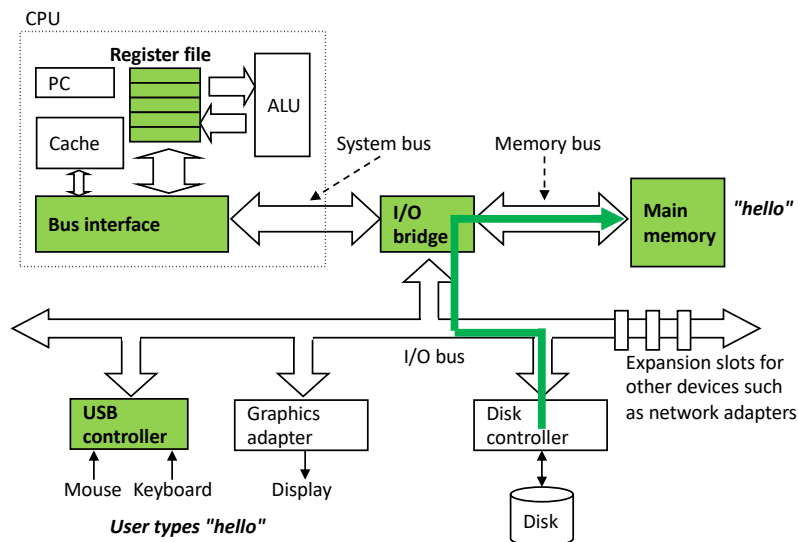 CPU
Register file
PC
ALU
Cache
System bus
Memory bus
Bus interface
I/O
bridge
Main
memory
"hello"
I/O bus
Expansion slots for
other devices such
as network adapters
USB
controller
Graphics
adapter
Disk
controller
Mouse
Keyboard
Display
User types "hello"
Disk